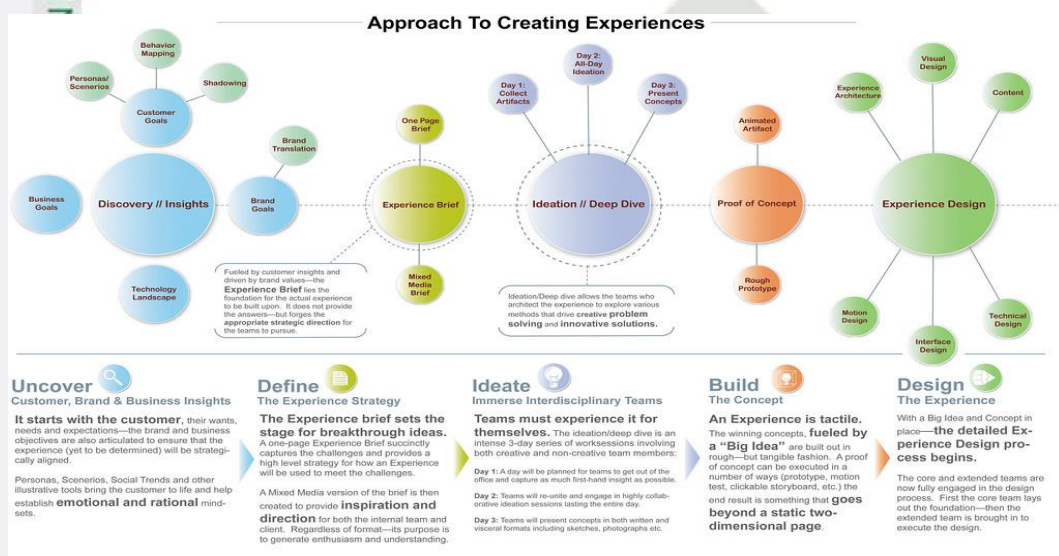 Approach To Creating Experiences
Behavior
Mapping
Personas/
Scenerios
Shadowing
Customer
Goals
Brand
Translation
Business
Goals
Discovery // Insights
Brand
Goals
Technology
Landscape
One Page
Brief
Experience Brief
Mixed
Media
Brief
Fueled by customer insights and
driven by brand values—the
Experience Brief lies the
foundation for the actual experience
to be built upon. It does not provide
the answers—but forges the
appropriate strategic direction for
the teams to pursue.
Day 1:
Collect
Artifacts
Day 2:
All-Day
Ideation
Day 3:
Present
Concepts
Ideation // Deep Dive
Ideation/Deep dive allows the teams who
architect the experience to explore various
methods that drive creative problem
solving and innovative solutions.
Animated
Artifact
Proof of Concept
Rough
Prototype
Visual
Design
Experience
Architecture
Content
Experience Design
Motion
Design
Interface
Design
Technical
Design
Uncover
Customer, Brand & Business Insights
It starts with the customer, their wants,
needs and expectations—the brand and business
objectives are also articulated to ensure that the
experience (yet to be determined) will be strategi-
cally aligned.
Personas, Scenerios, Social Trends and other
illustrative tools bring the customer to life and help
establish emotional and rational mind-
sets.
Define
The Experience Strategy
The Experience brief sets the
stage for breakthrough ideas.
A one-page Experience Brief succinctly
captures the challenges and provides a
high level strategy for how an Experience
will be used to meet the challenges.
A Mixed Media version of the brief is then
created to provide inspiration and
direction for both the internal team and
client. Regardless of format—its purpose is
to generate enthusiasm and understanding.
Ideate
Immerse Interdisciplinary Teams
Teams must experience it for
themselves. The ideation/deep dive is an
intense 3-day series of worksessions involving
both creative and non-creative team members:
Day 1: A day will be planned for teams to get out of the
office and capture as much first-hand insight as possible.
Day 2: Teams will re-unite and engage in highly collab-
orative ideation sessions lasting the entire day.
Day 3: Teams will present concepts in both written and
visceral formats including sketches, photographs etc.
Build
The Concept
An Experience is tactile.
The winning concepts, fueled by
a “Big Idea” are built out in
rough—but tangible fashion. A proof
of concept can be executed in a
number of ways (prototype, motion
test, clickable storyboard, etc.) the
end result is something that goes
beyond a static two-
dimensional page.
Design
The Experience
With a Big Idea and Concept in
place—the detailed Ex-
perience Design pro-
cess begins.
The core and extended teams are
now fully engaged in the design
process. First the core team lays
out the foundation—then the
extended team is brought in to
execute the design.